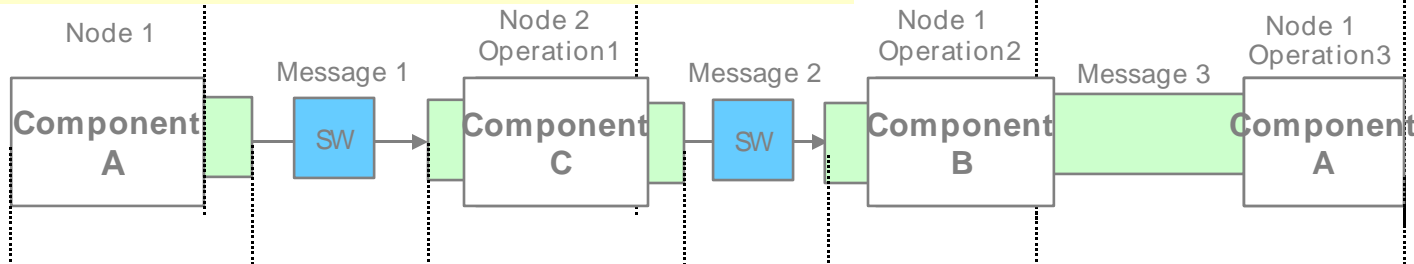 Node 1
Message 1
Node 2
Operation1
Message 2
Node 1
Operation2
Message 3
Node 1
Operation3
Component
A
SW
Component
C
SW
Component
B
Component
A